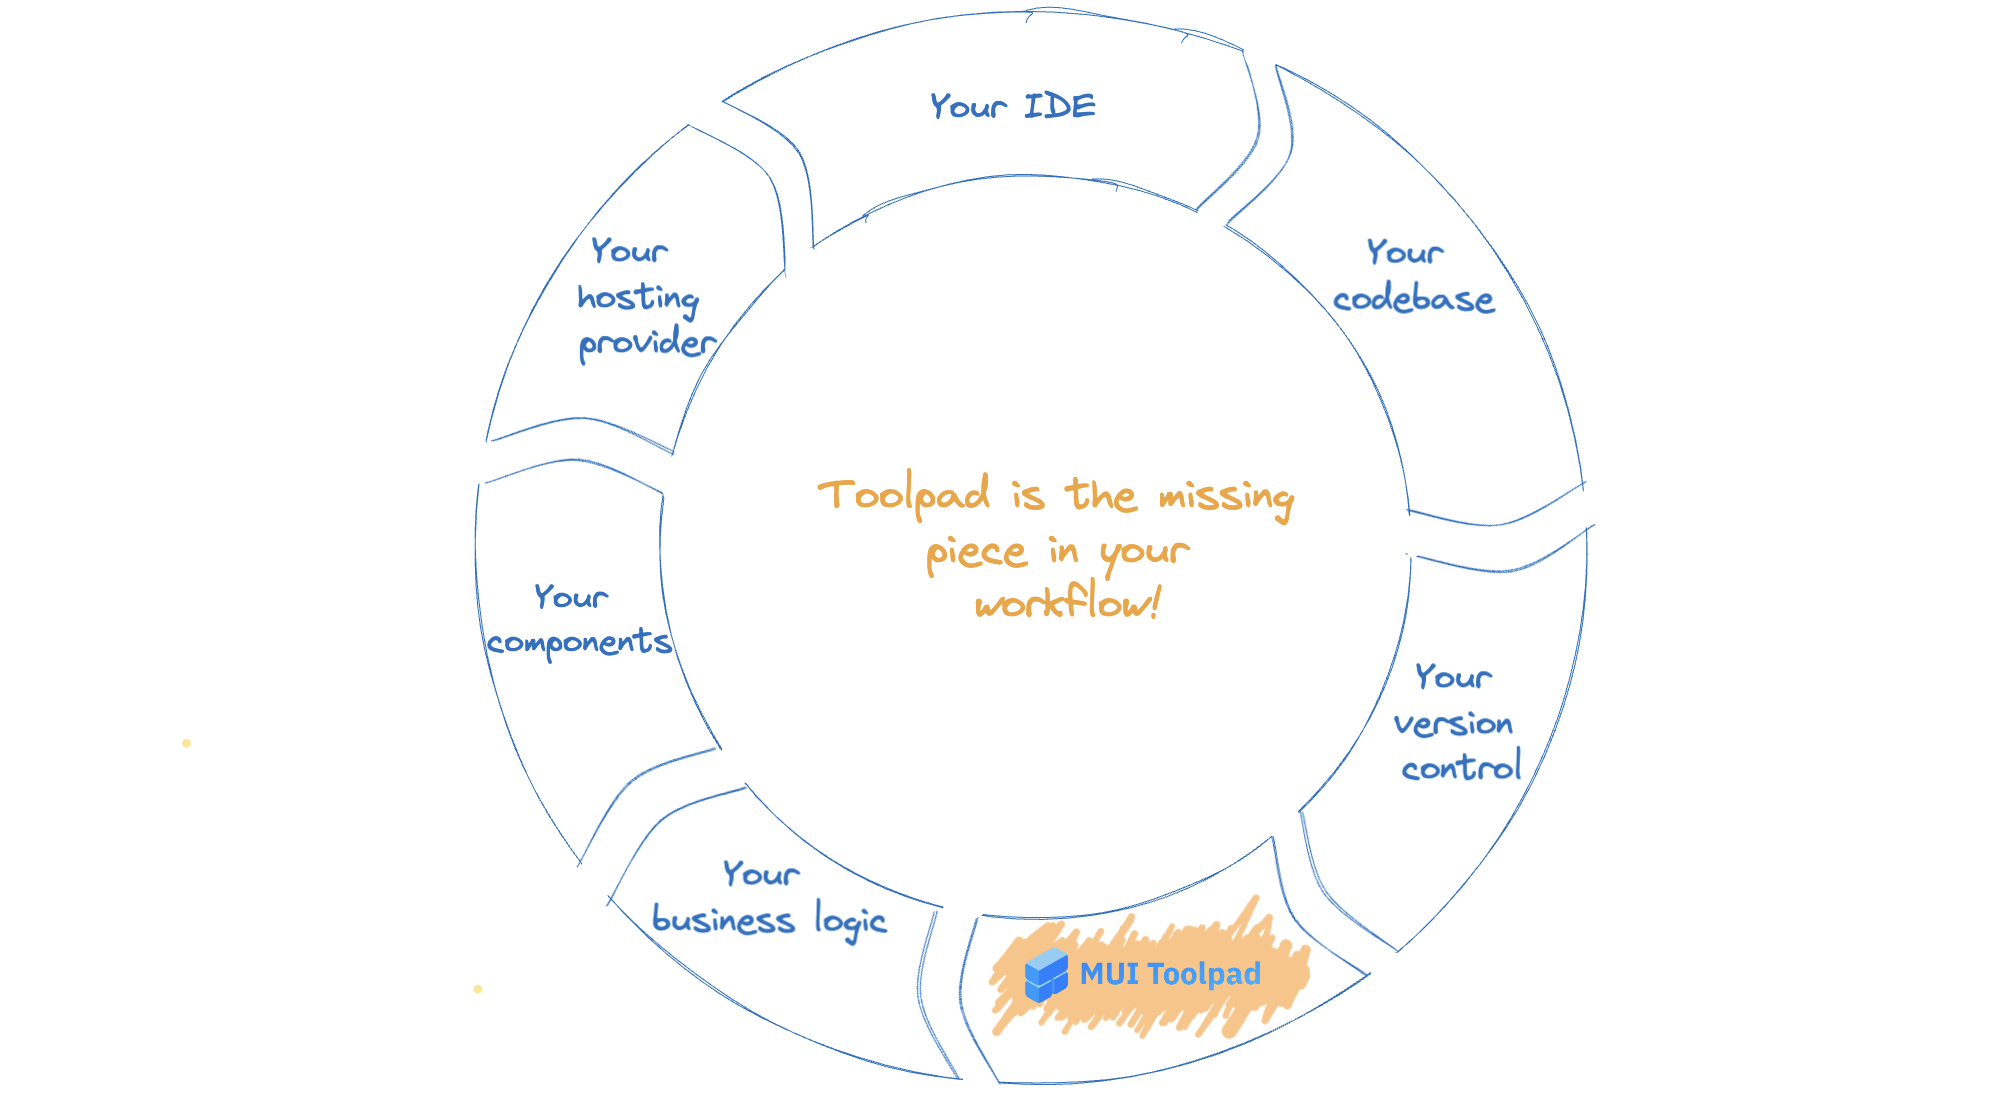 Your IDE
Your
codebase
Your
version
control
MUI Toolpad
Your
business logic
Your
components
Your
hosting
provider
Toolpad is the missing
piece in your
workflow!